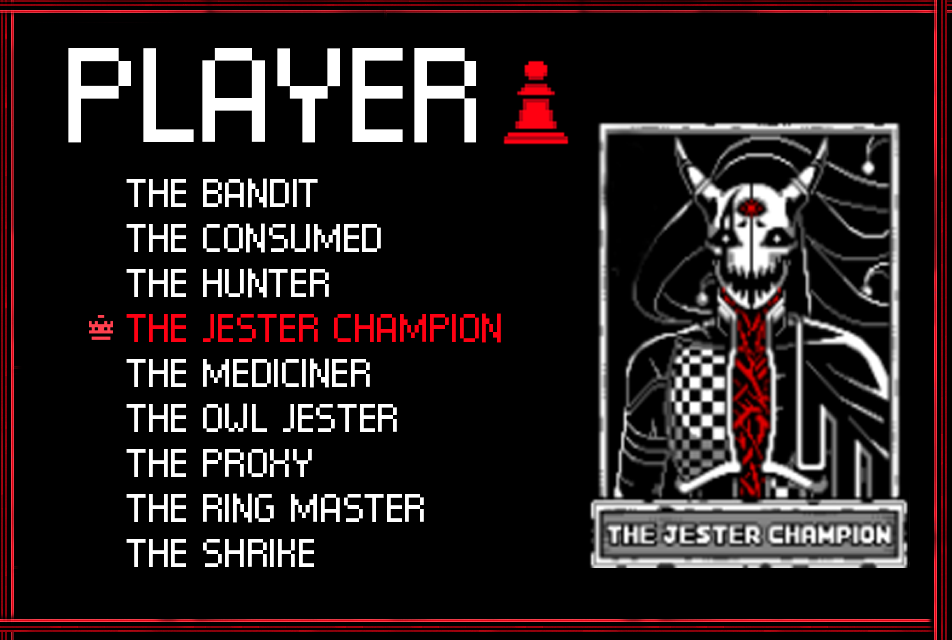 PLAYER
THE BANDIT
THE CONSUMED
THE HUNTER
THE JESTER CHAMPION
THE MEDICINER
THE OWL JESTER
THE PROXY
THE RING MASTER
THE SHRIKE
THE JESTER CHAMPION